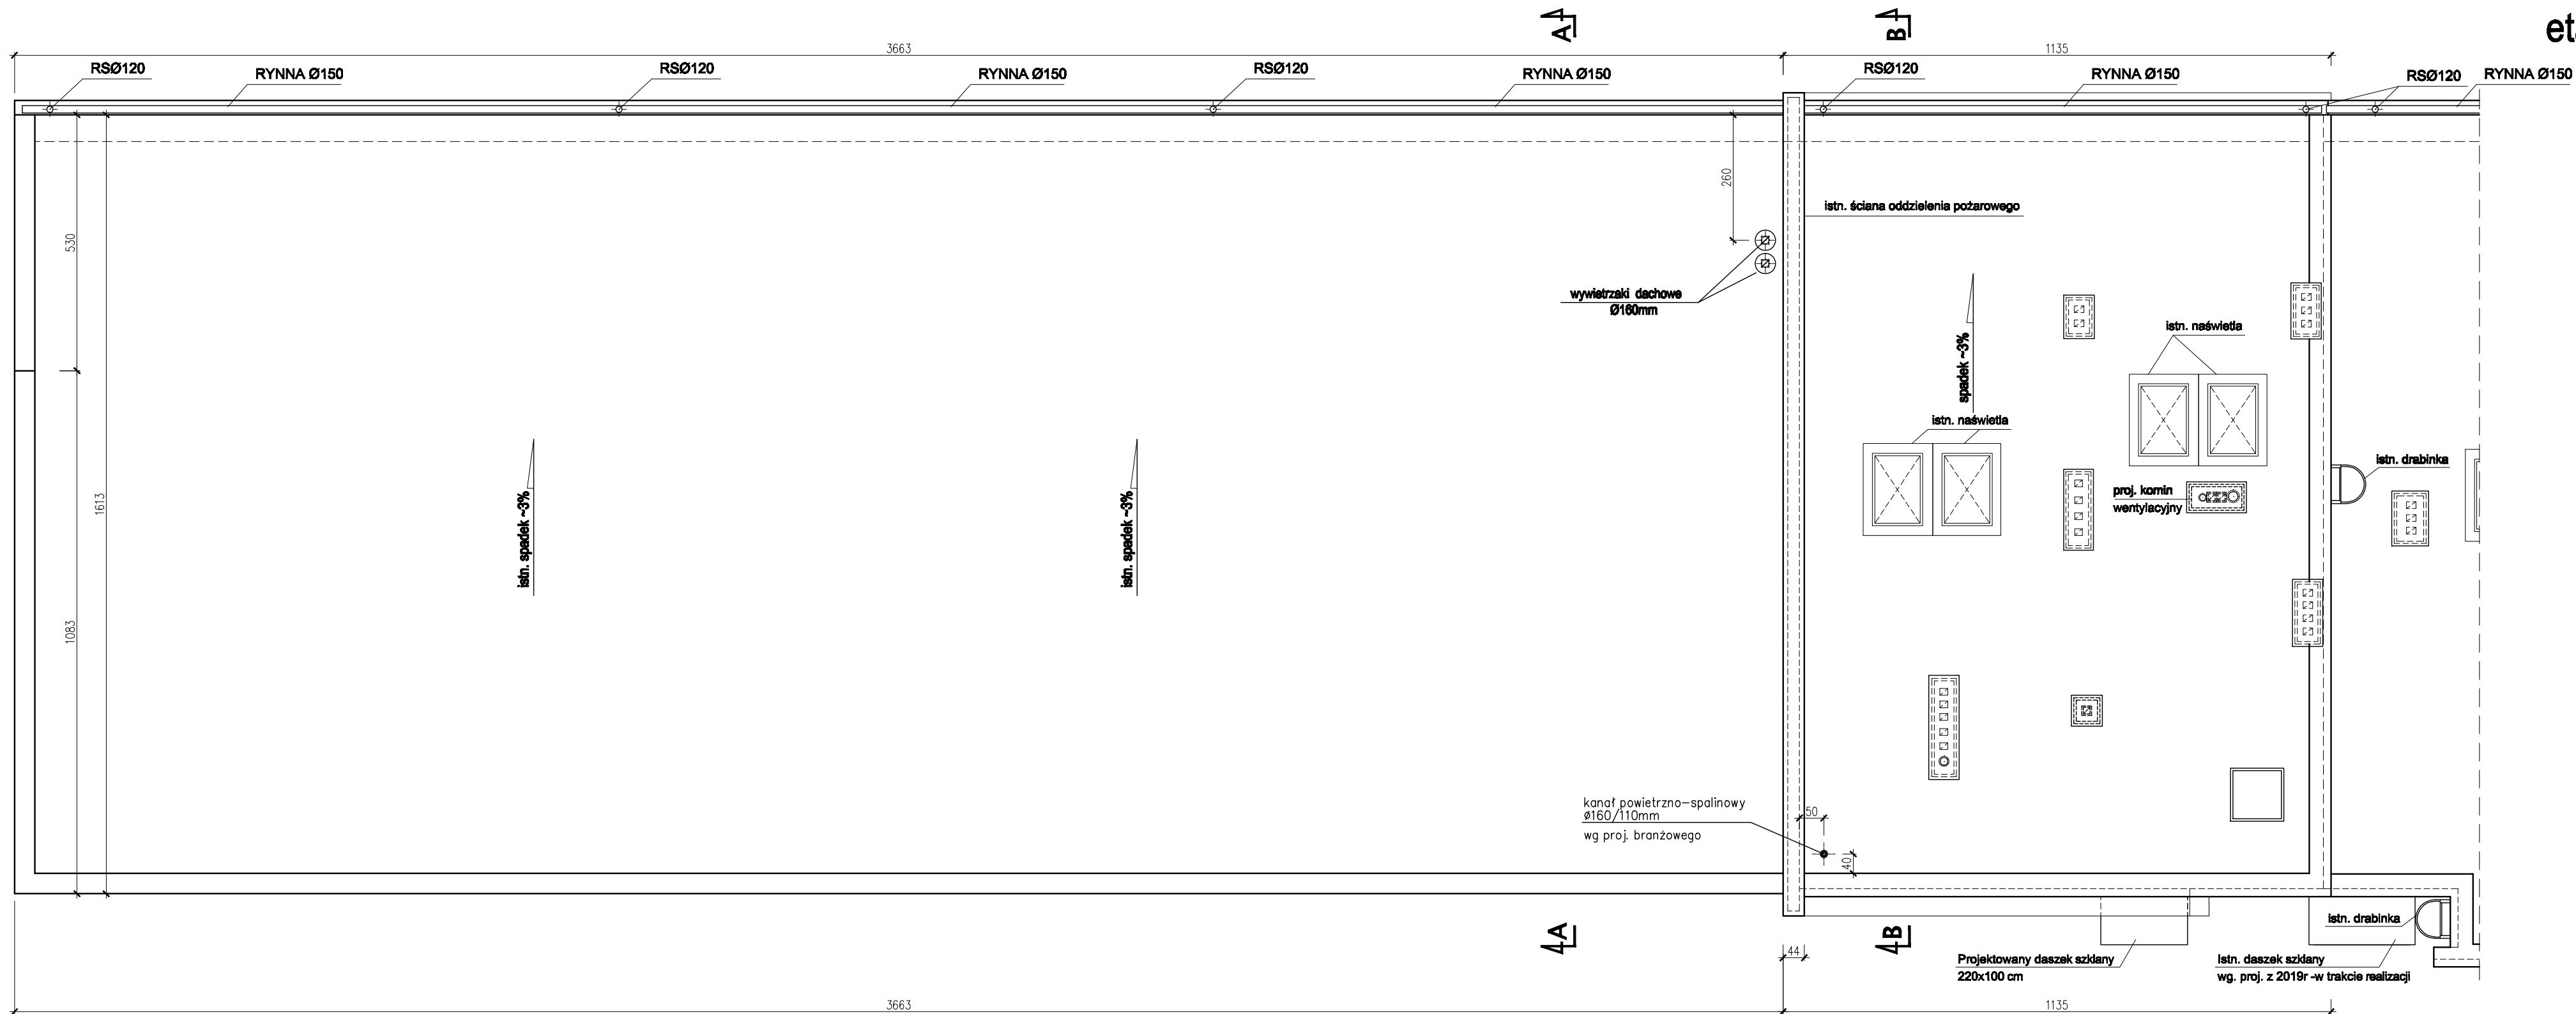 A
B
et
3663
1135
RSØ120
RYNNA Ø150
RSØ120
RYNNA Ø150
RSØ120
RYNNA Ø150
RSØ120
RYNNA Ø150
RSØ120
RYNNA Ø150
260
istn. ściana oddzielenia pożarowego
530
wywietrzaki dachowe
Ø160mm
istn. naświetla
spadek ~3%
istn. naświetla
istn. drabinka
1613
istn. spadek ~3%
istn. spadek ~3%
proj. komin
wentylacyjny
1083
kanał powietrzno-spalinowy
ø160/110mm
wg proj. branżowego
50
40
A
B
istn. drabinka
44
Projektowany daszek szklany
220x100 cm
Istn. daszek szklany
wg. proj. z 2019r -w trakcie realizacji
3663
1135